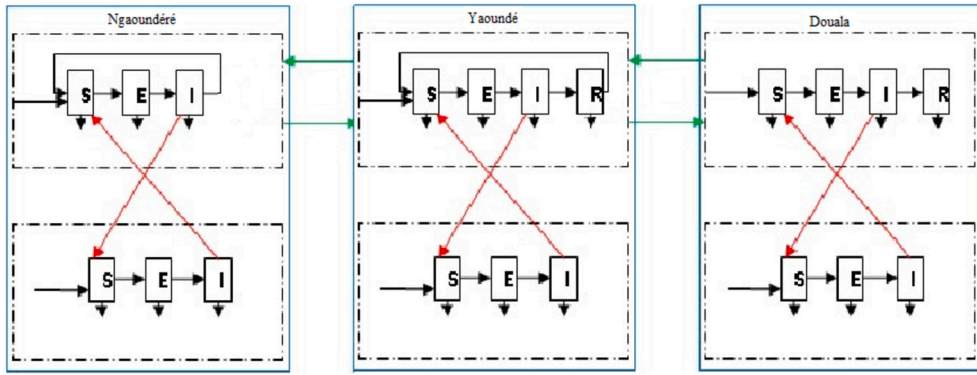 Ngaoundéré
Yaoundé
Douala
S E I
S E I R
S E I R
S E I
S E I
S E I